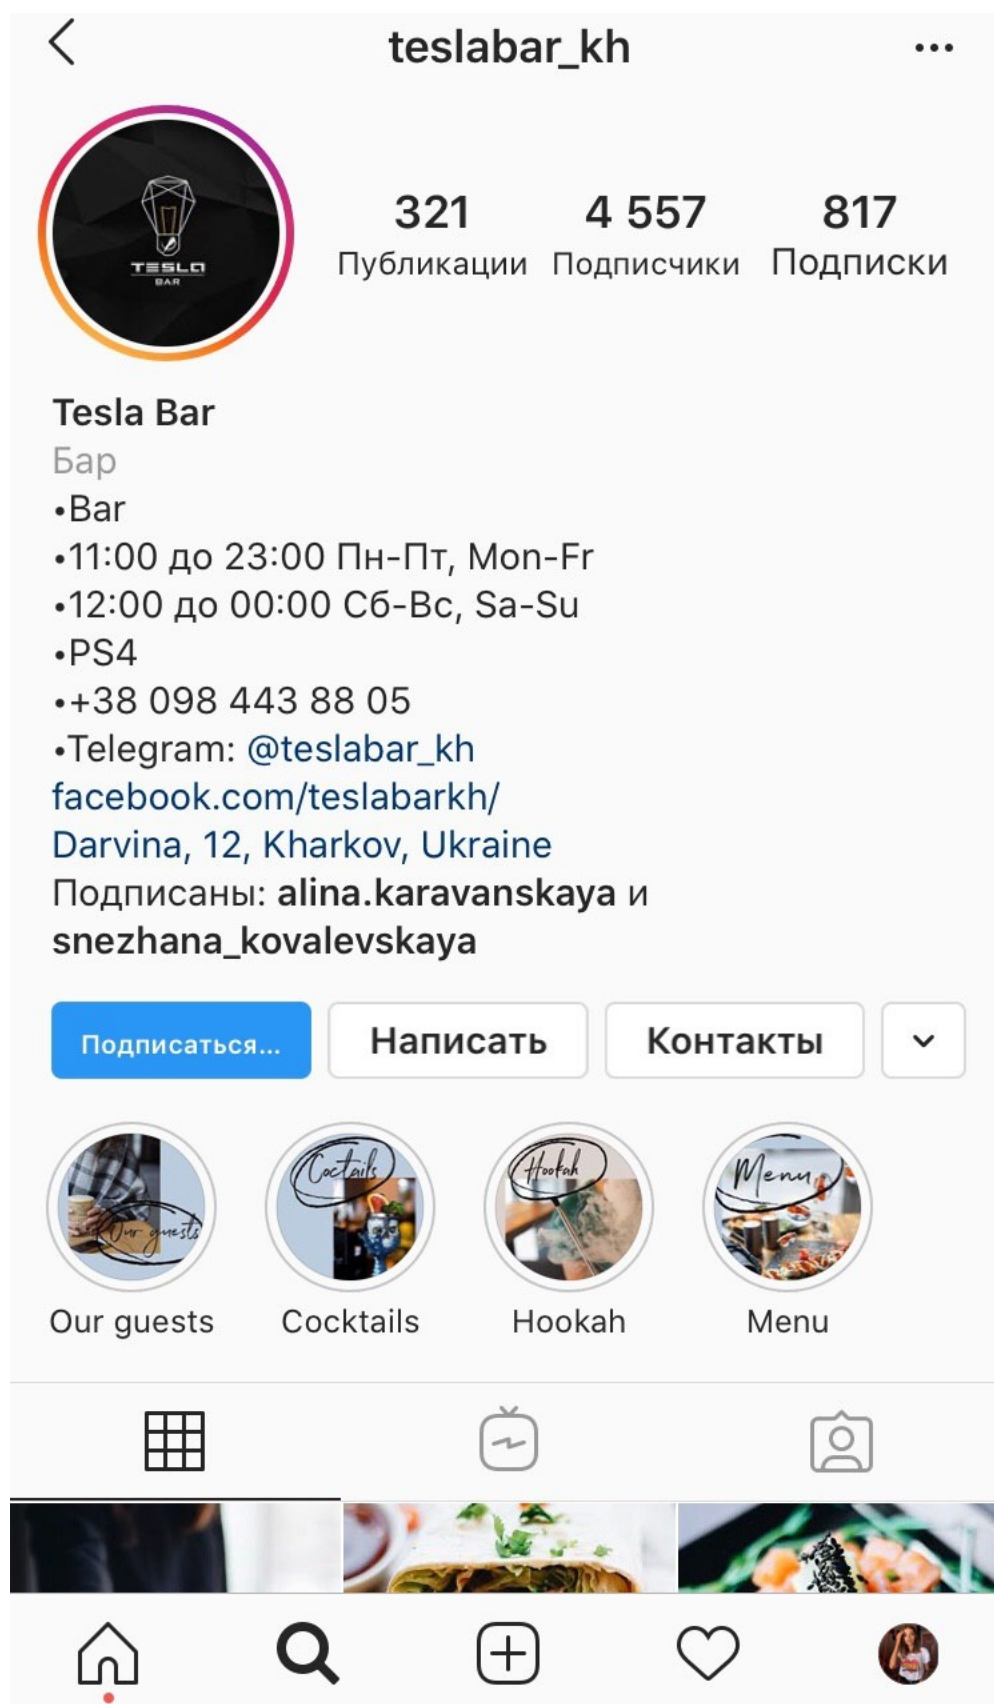 teslabar_kh
TESLA
BAR
321 4 557 817
Публикации Подписчики Подписки
Tesla Bar
Бар
•Bar
•11:00 до 23:00 Пн-Пт, Mon-Fr
•12:00 до 00:00 Сб-Вс, Sa-Su
•PS4
•+38 098 443 88 05
•Telegram: @teslabar_kh
facebook.com/teslabarkh/
Darvina, 12, Kharkov, Ukraine
Подписаны: alina.karavanskaya и
snezhana_kovalevskaya
Подписаться... Написать Контакты
Our guests Coctails Hookah Menu
Our guests Cocktails Hookah Menu